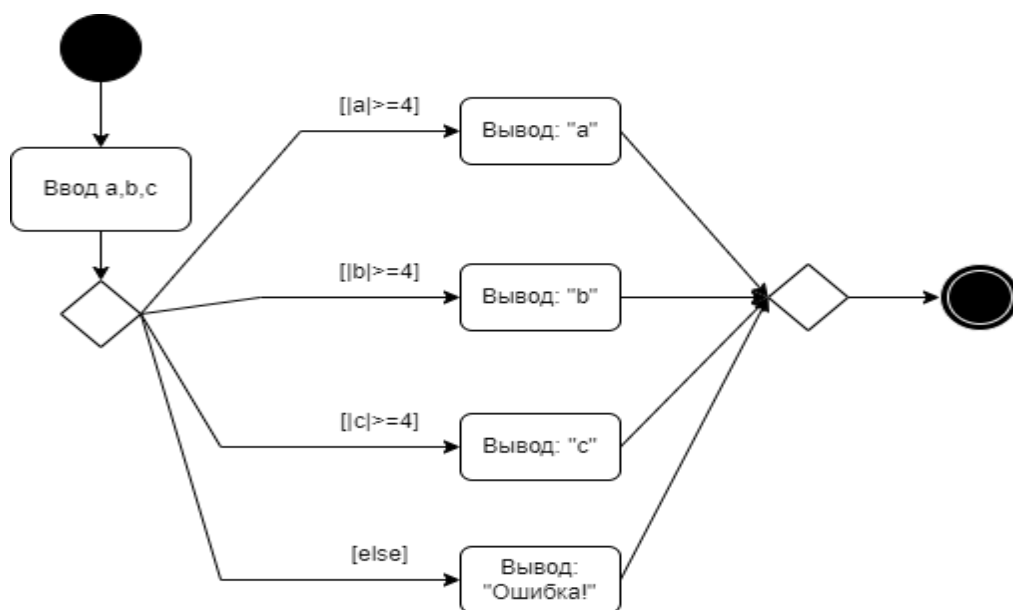 [|a|>=4]
Вывод: "a"
Ввод a,b,c
[|b|>=4]
Вывод: "b"
[|c|>=4]
Вывод: "c"
[else]
Вывод:
"Ошибка!"